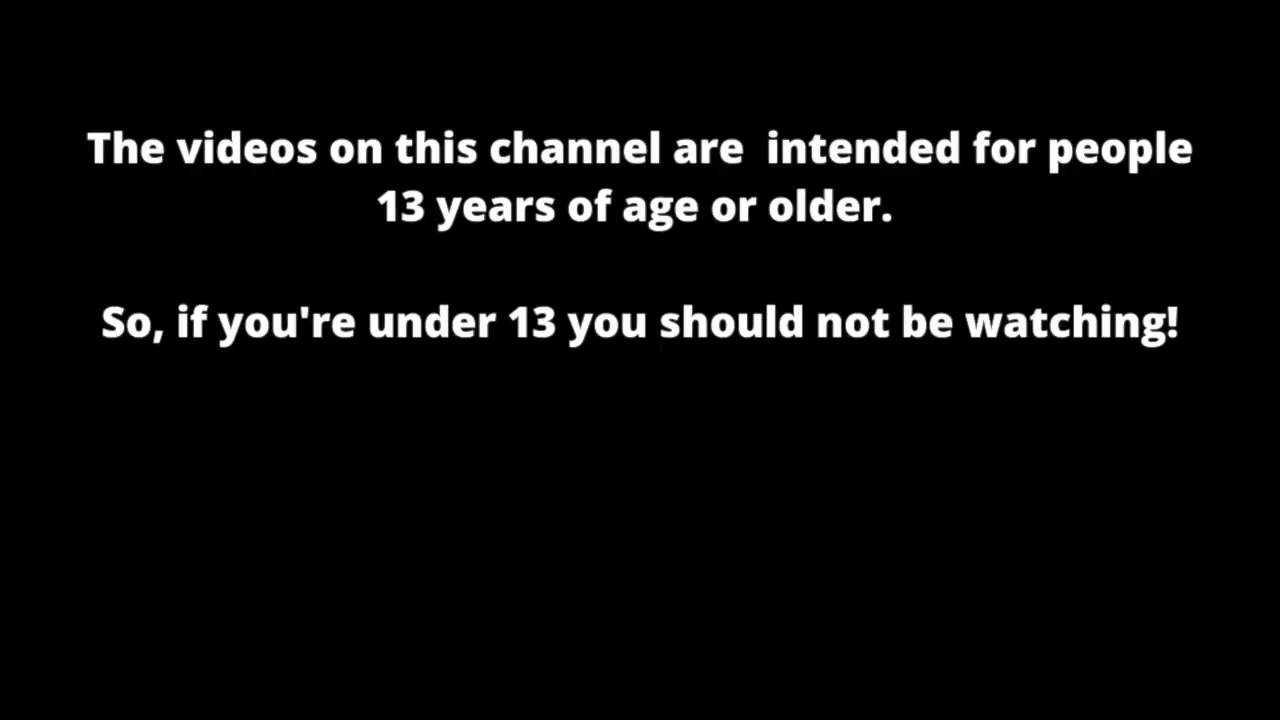 The videos on this channel are  intended for people
13 years of age or older.
So, if you're under 13 you should not be watching!